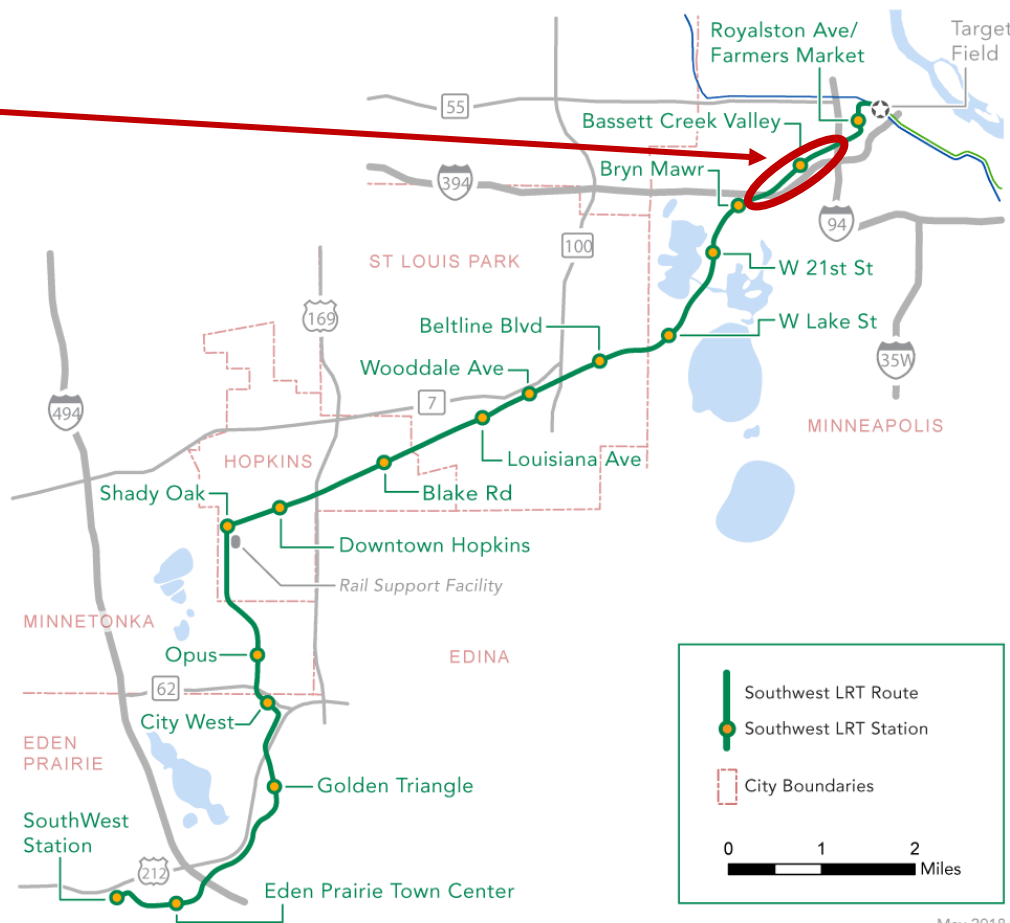 Royalston Ave/
Farmers Market
Target
Field
55
Bassett Creek Valley
Bryn Mawr
394
94
100
ST LOUIS PARK
W 21st St
169
Beltline Blvd
W Lake St
Wooddale Ave
35W
7
494
MINNEAPOLIS
HOPKINS
Louisiana Ave
Shady Oak
Blake Rd
Downtown Hopkins
Rail Support Facility
MINNETONKA
Opus
EDINA
62
City West
EDEN
PRAIRIE
Golden Triangle
SouthWest
Station
212
Eden Prairie Town Center
Southwest LRT Route
Southwest LRT Station
City Boundaries
0 1 2
Miles
May 2018